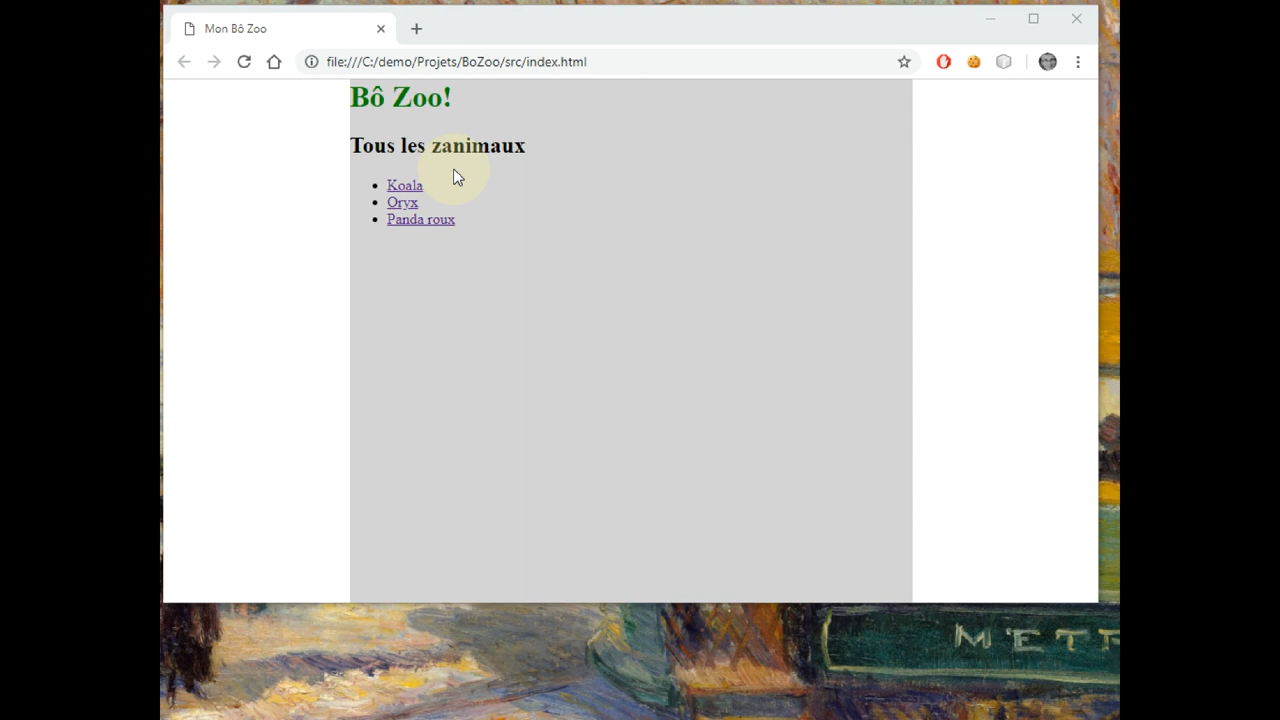 Mon Bô Zoo
file:///C:/demo/Projets/BoZoo/src/index.html
Bô Zoo!
Tous les zanimaux
Koala
Oryx
Panda roux
METR